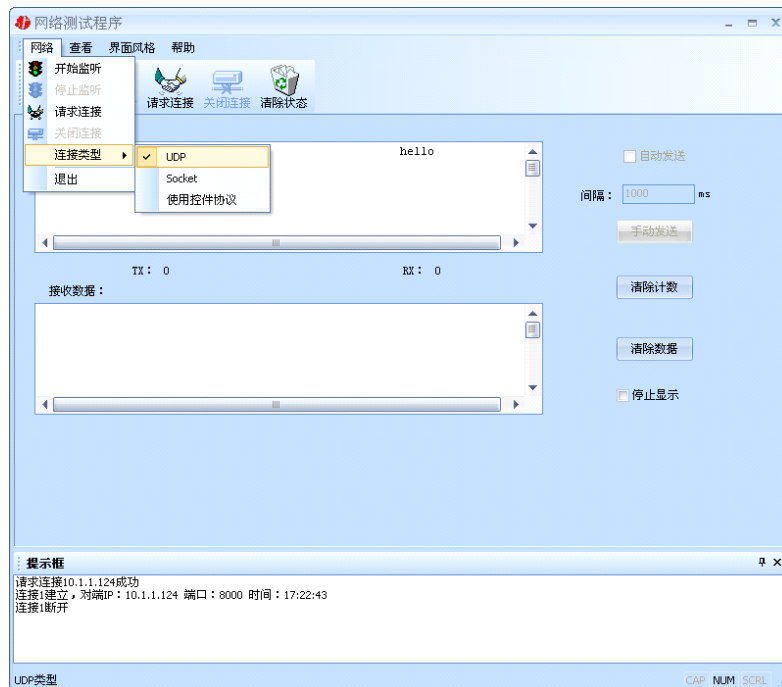 网络测试程序
网络 查看 界面风格 帮助
开始监听
停止监听
请求连接
关闭连接
连接类型
退出
UDP
Socket
使用控件协议
请求连接 关闭连接 清除状态
hello
自动发送
间隔: 1000 ms
手动发送
TX: 0 RX: 0
清除计数
接收数据:
清除数据
停止显示
提示框
请求连接10.1.1.124成功
连接1建立,对端IP:10.1.1.124 端口:8000 时间:17:22:43
连接1断开
UDP类型 CAP NUM SCRL